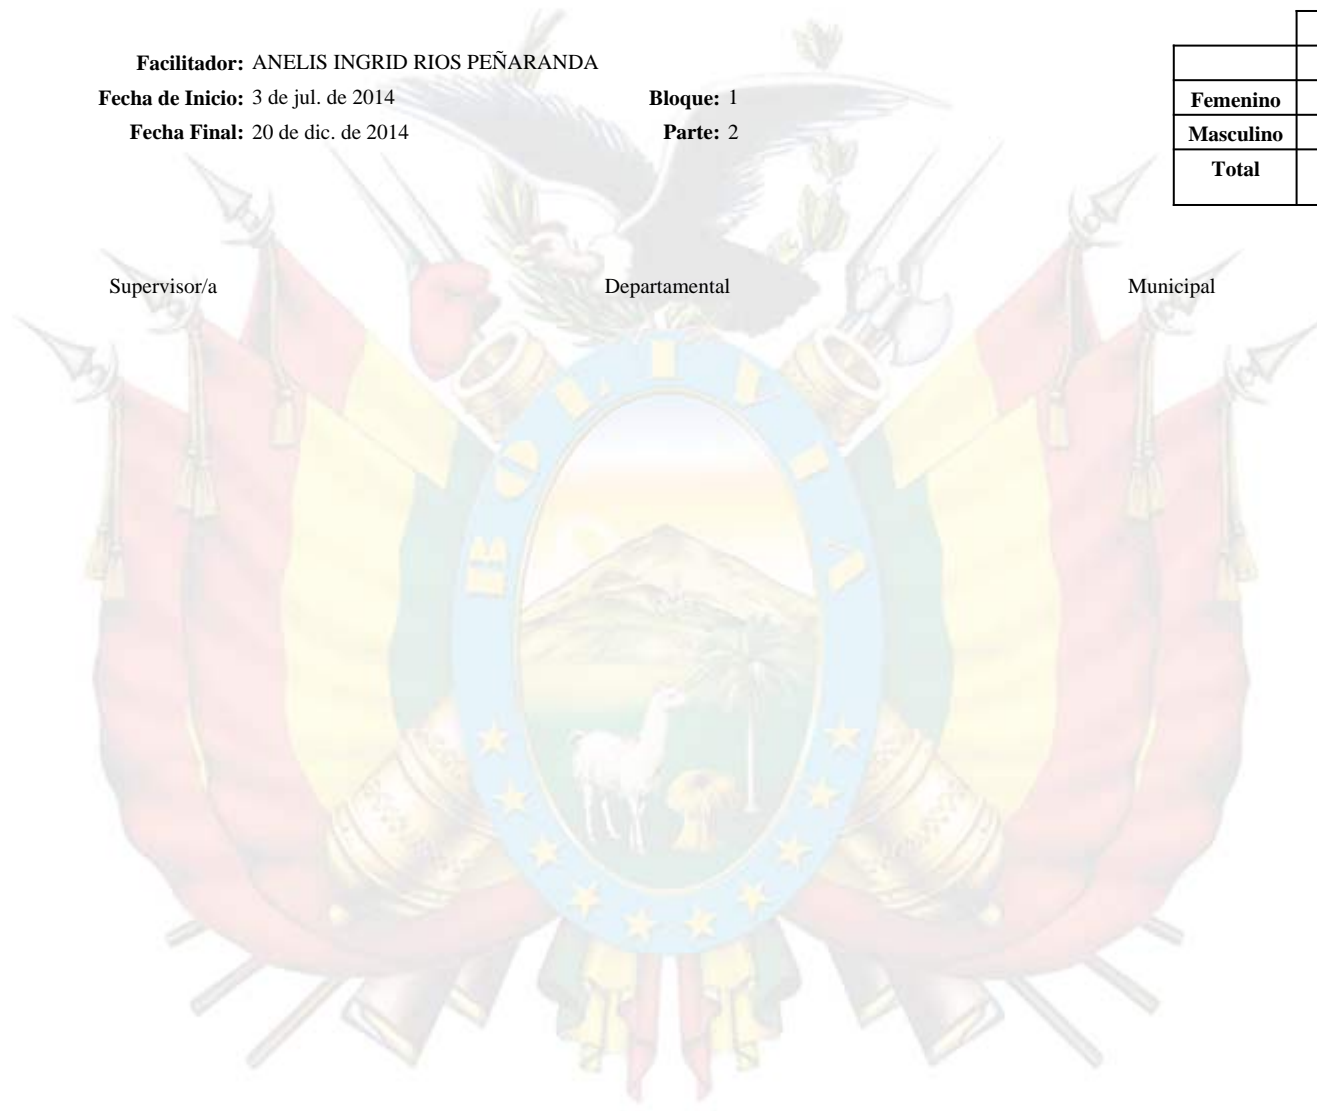 Facilitador: ANELIS INGRID RIOS PEÑARANDA
Fecha de Inicio: 3 de jul. de 2014 Bloque: 1
Fecha Final: 20 de dic. de 2014 Parte: 2
Femenino
Masculino
Total
Supervisor/a Departamental Municipal
BOLIVIA